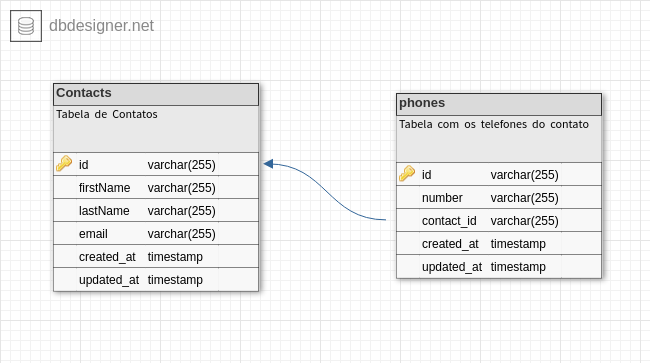 dbdesigner.net
Contacts
Tabela de Contatos
id varchar(255)
firstName varchar(255)
lastName varchar(255)
email varchar(255)
created_at timestamp
updated_at timestamp
phones
Tabela com os telefones do contato
id varchar(255)
number varchar(255)
contact_id varchar(255)
created_at timestamp
updated_at timestamp